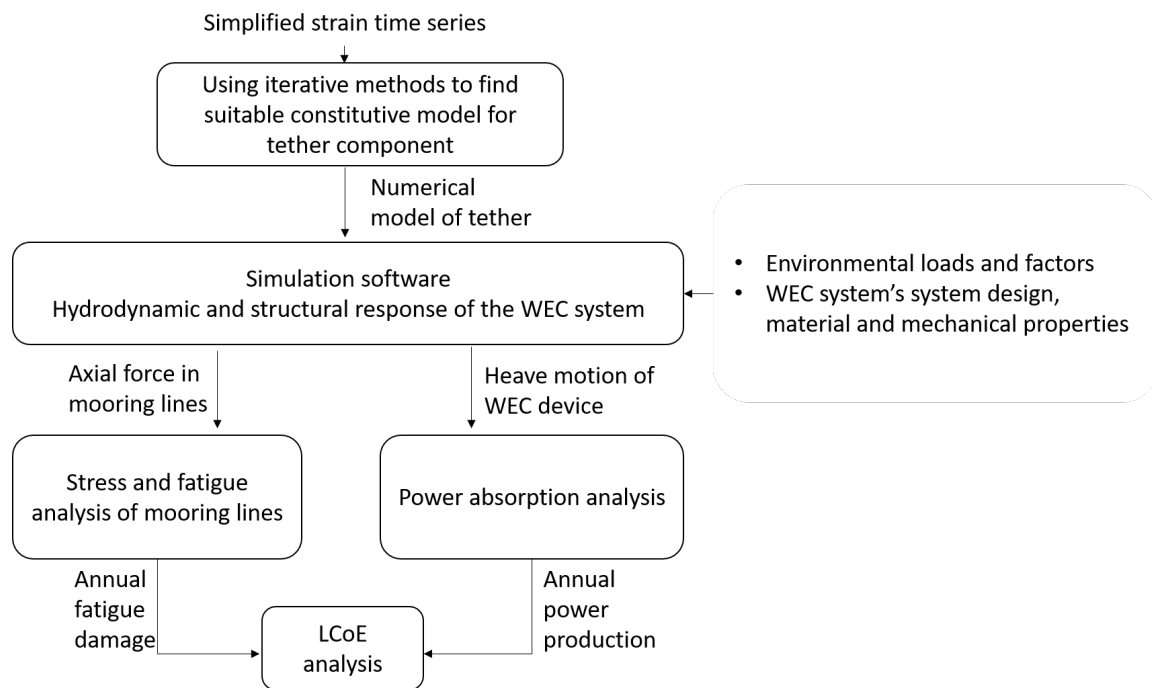 Simplified strain time series
Using iterative methods to find
suitable constitutive model for
tether component
Numerical
model of tether
Simulation software
Hydrodynamic and structural response of the WEC system
• Environmental loads and factors
• WEC system’s system design,
material and mechanical properties
Axial force in
mooring lines
Heave motion of
WEC device
Stress and fatigue
analysis of mooring lines
Power absorption analysis
Annual
fatigue
damage
Annual
power
production
LCoE
analysis